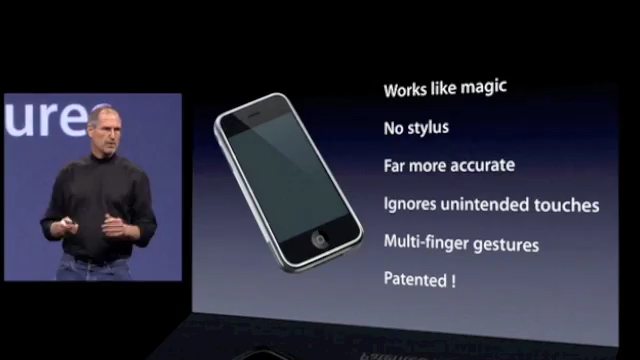 ures
Works like magic
No stylus
Far more accurate
Ignores unintended touches
Multi-finger gestures
Patented !